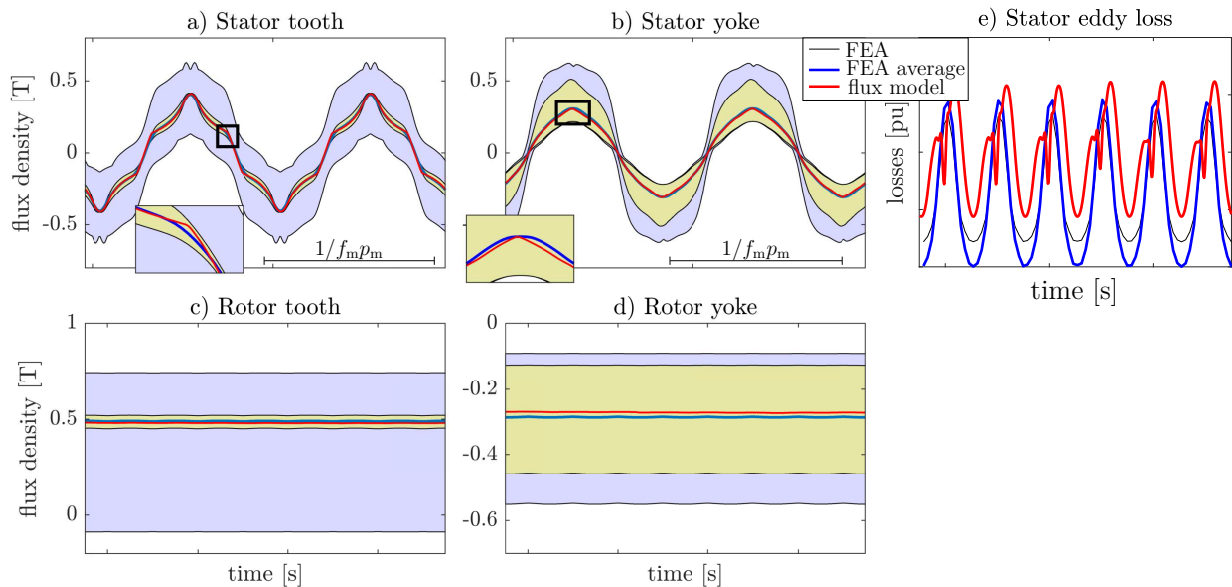 a) Stator tooth
b) Stator yoke
e) Stator eddy loss
FEA
FEA average
flux model
flux density [T]
0.5
0
-0.5
1/f_m p_m
1/f_m p_m
losses [pu]
time [s]
c) Rotor tooth
d) Rotor yoke
flux density [T]
1
0.5
0
0
-0.2
-0.4
-0.6
time [s]
time [s]